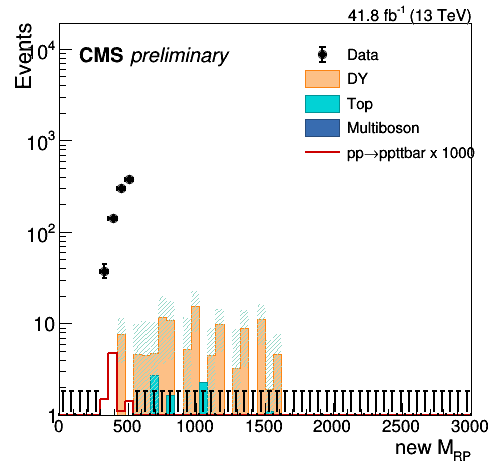 41.8 fb⁻¹ (13 TeV)
Events
CMS preliminary
Data
DY
Top
Multiboson
pp→ppttbar x 1000
10⁴
10³
10²
10
1
0 500 1000 1500 2000 2500 3000
new M_RP